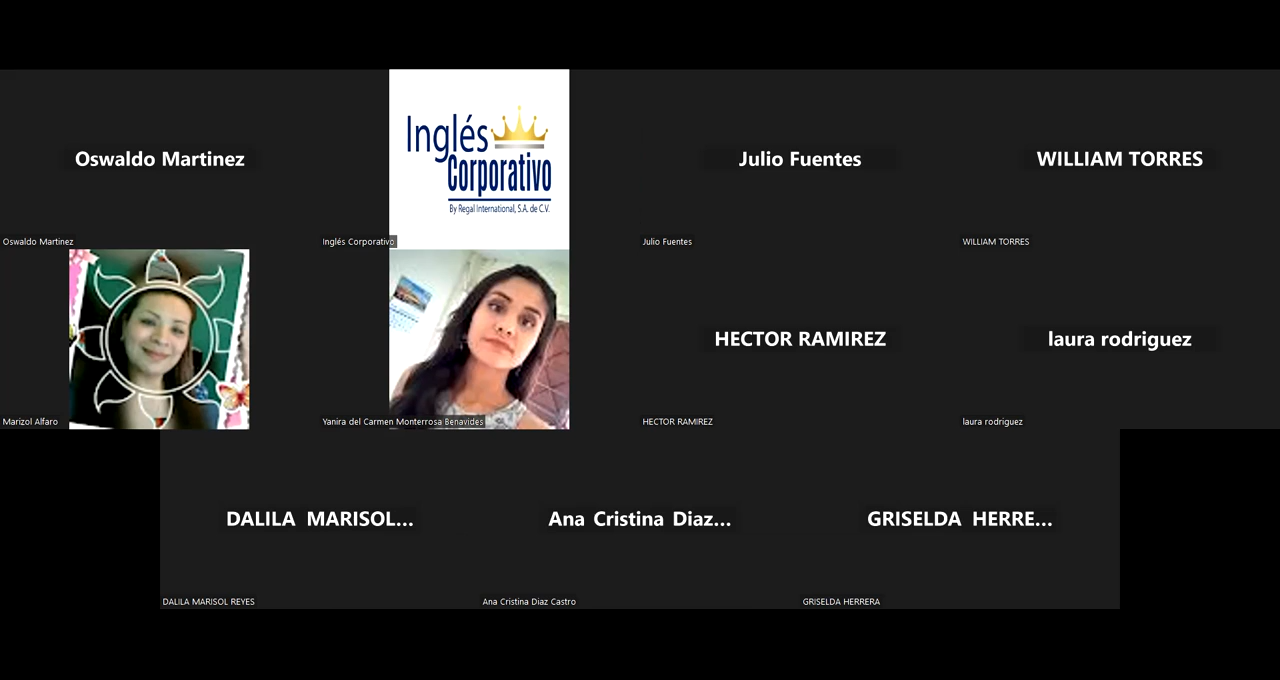 Oswaldo Martinez
Inglés
Corporativo
By Regal International, S.A. de C.V.
Julio Fuentes
WILLIAM TORRES
Oswaldo Martinez
Inglés Corporativo
Julio Fuentes
WILLIAM TORRES
HECTOR RAMIREZ
laura rodriguez
Marizol Alfaro
Yanira del Carmen Monterrosa Benavides
HECTOR RAMIREZ
laura rodriguez
DALILA MARISOL...
Ana Cristina Diaz...
GRISELDA HERRE...
DALILA MARISOL REYES
Ana Cristina Diaz Castro
GRISELDA HERRERA